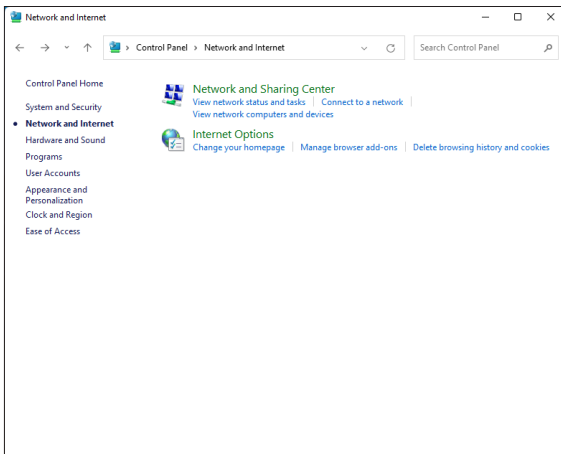 Network and Internet
Control Panel > Network and Internet
Search Control Panel
Control Panel Home
System and Security
Network and Internet
Hardware and Sound
Programs
User Accounts
Appearance and
Personalization
Clock and Region
Ease of Access
Network and Sharing Center
View network status and tasks | Connect to a network |
View network computers and devices
Internet Options
Change your homepage | Manage browser add-ons | Delete browsing history and cookies